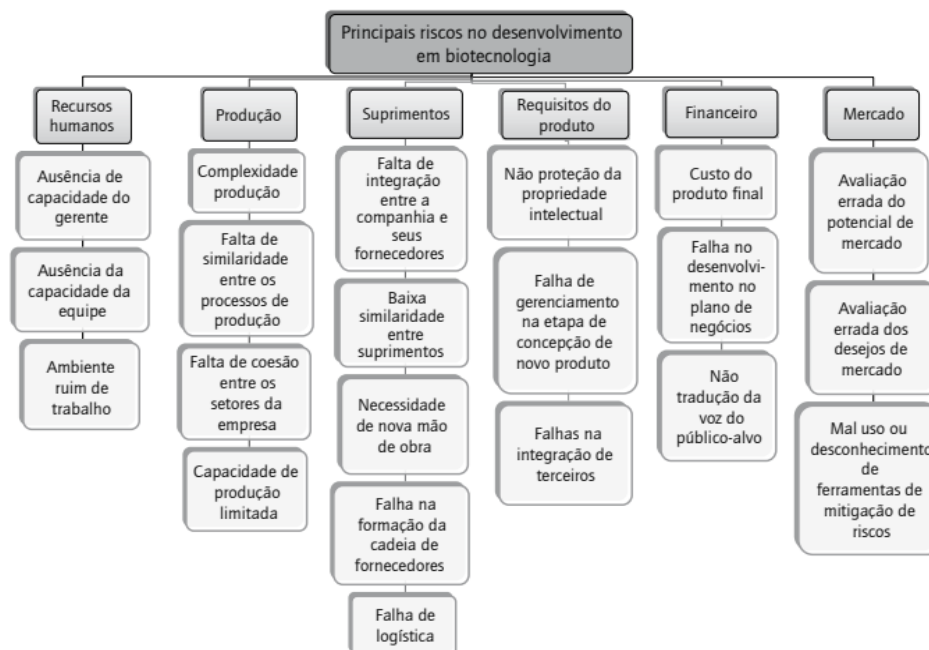 Principais riscos no desenvolvimento
em biotecnologia
Recursos
humanos
Ausência de
capacidade do
gerente
Ausência da
capacidade da
equipe
Ambiente
ruim de
trabalho
Produção
Complexidade
produção
Falta de
similaridade
entre os
processos de
produção
Falta de coesão
entre os
setores da
empresa
Capacidade de
produção
limitada
Suprimentos
Falta de
integração
entre a
companhia e
seus
fornecedores
Baixa
similaridade
entre
suprimentos
Necessidade
de nova mão
de obra
Falha na
formação da
cadeia de
fornecedores
Falha de
logística
Requisitos do
produto
Não proteção da
propriedade
intelectual
Falha de
gerenciamento
na etapa de
concepção de
novo produto
Falhas na
integração de
terceiros
Financeiro
Custo do
produto final
Falha no
desenvolvi-
mento no
plano de
negócios
Não
tradução da
voz do
público-alvo
Mercado
Avaliação
errada do
potencial de
mercado
Avaliação
errada dos
desejos de
mercado
Mal uso ou
desconhecimento
de
ferramentas de
mitigação de
riscos